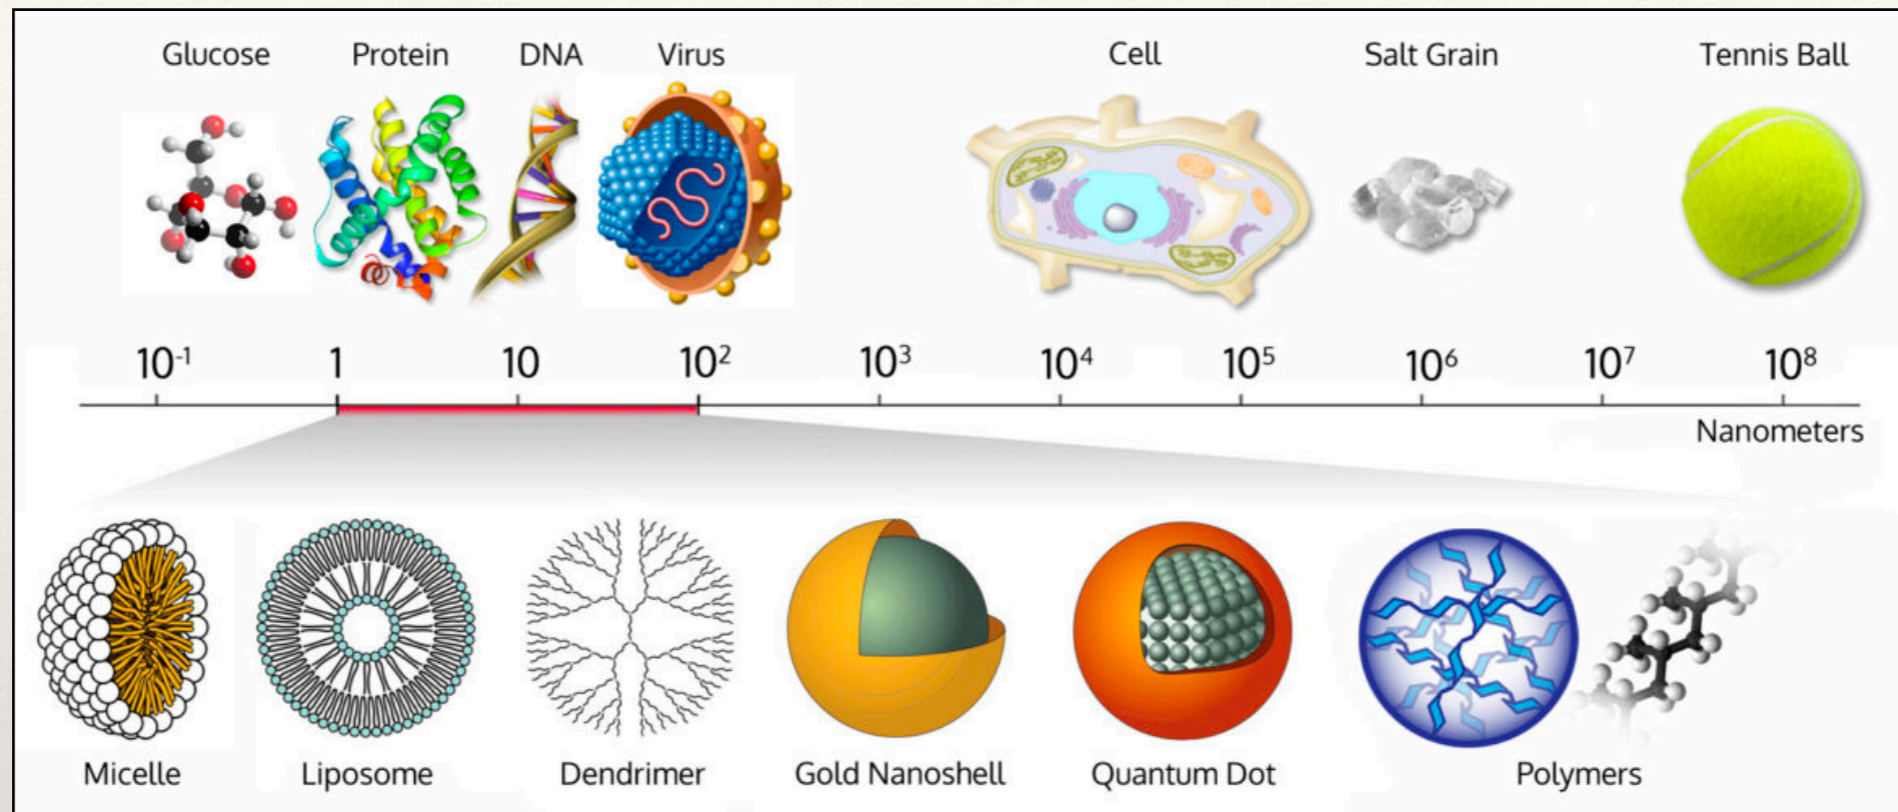 Glucose Protein DNA Virus Cell Salt Grain Tennis Ball
10⁻¹ 1 10 10² 10³ 10⁴ 10⁵ 10⁶ 10⁷ 10⁸
Nanometers
Micelle Liposome Dendrimer Gold Nanoshell Quantum Dot Polymers